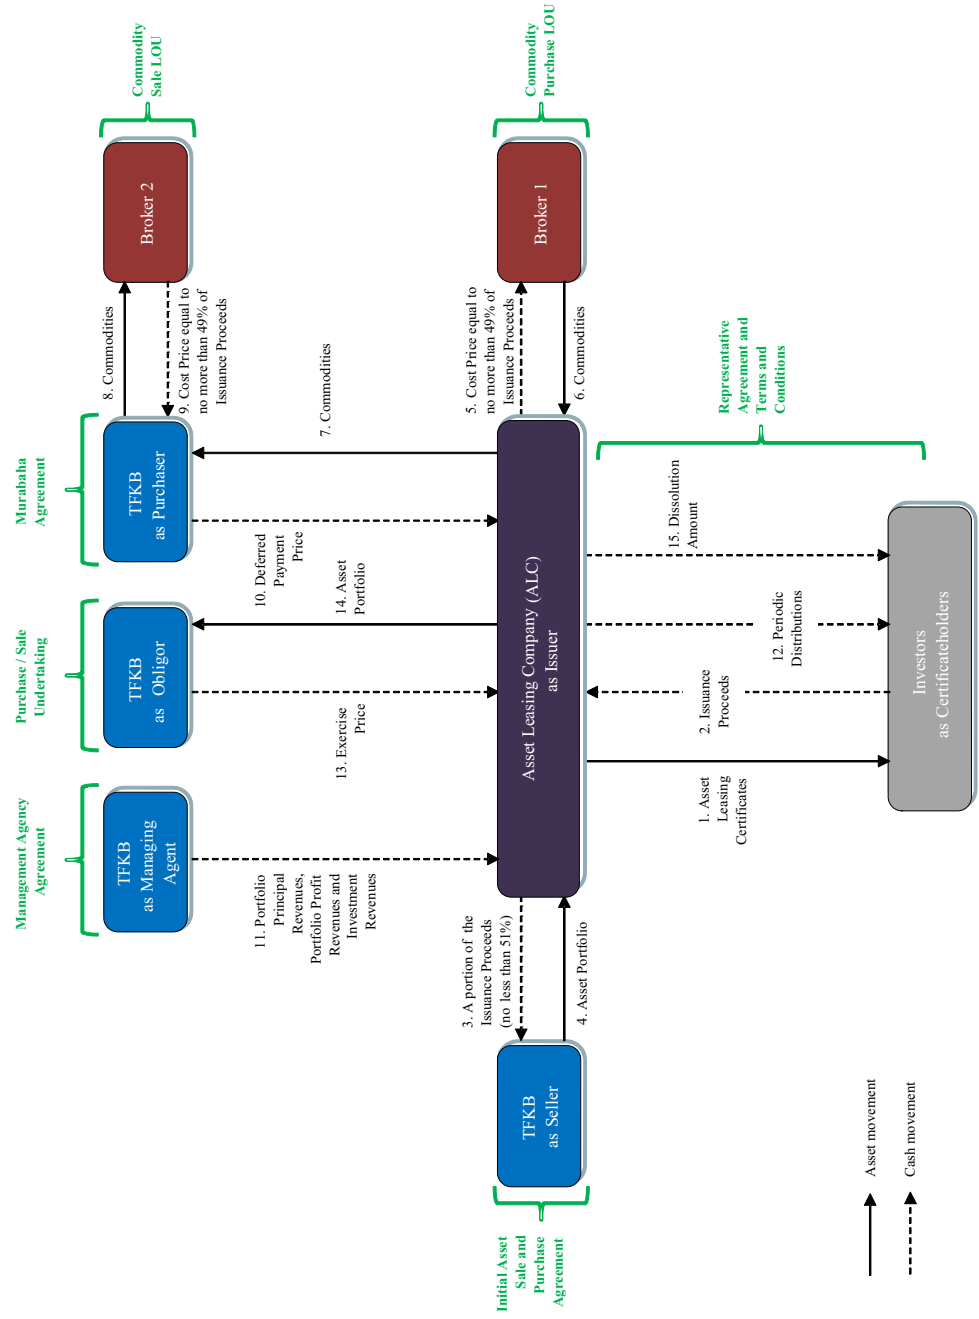 Management Agency
Agreement
Purchase / Sale
Undertaking
Murabaha
Agreement
TFKB
as Managing
Agent
TFKB
as Obligor
TFKB
as Purchaser
8. Commodities
9. Cost Price equal to
no more than 49% of
Issuance Proceeds
Broker 2
Commodity
Sale LOU
11. Portfolio
Principal
Revenues,
Portfolio Profit
Revenues and
Investment
Revenues
13. Exercise
Price
14. Asset
Portfolio
10. Deferred
Payment
Price
7. Commodities
Initial Asset
Sale and
Purchase
Agreement
TFKB
as Seller
3. A portion of the
Issuance Proceeds
(no less than 51%)
4. Asset Portfolio
Asset Leasing Company (ALC)
as Issuer
5. Cost Price equal to
no more than 49% of
Issuance Proceeds
6. Commodities
Broker 1
Commodity
Purchase LOU
1. Asset
Leasing
Certificates
2. Issuance
Proceeds
12. Periodic
Distributions
15. Dissolution
Amount
Representative
Agreement and
Terms and
Conditions
Investors
as Certificateholders
Asset movement
Cash movement